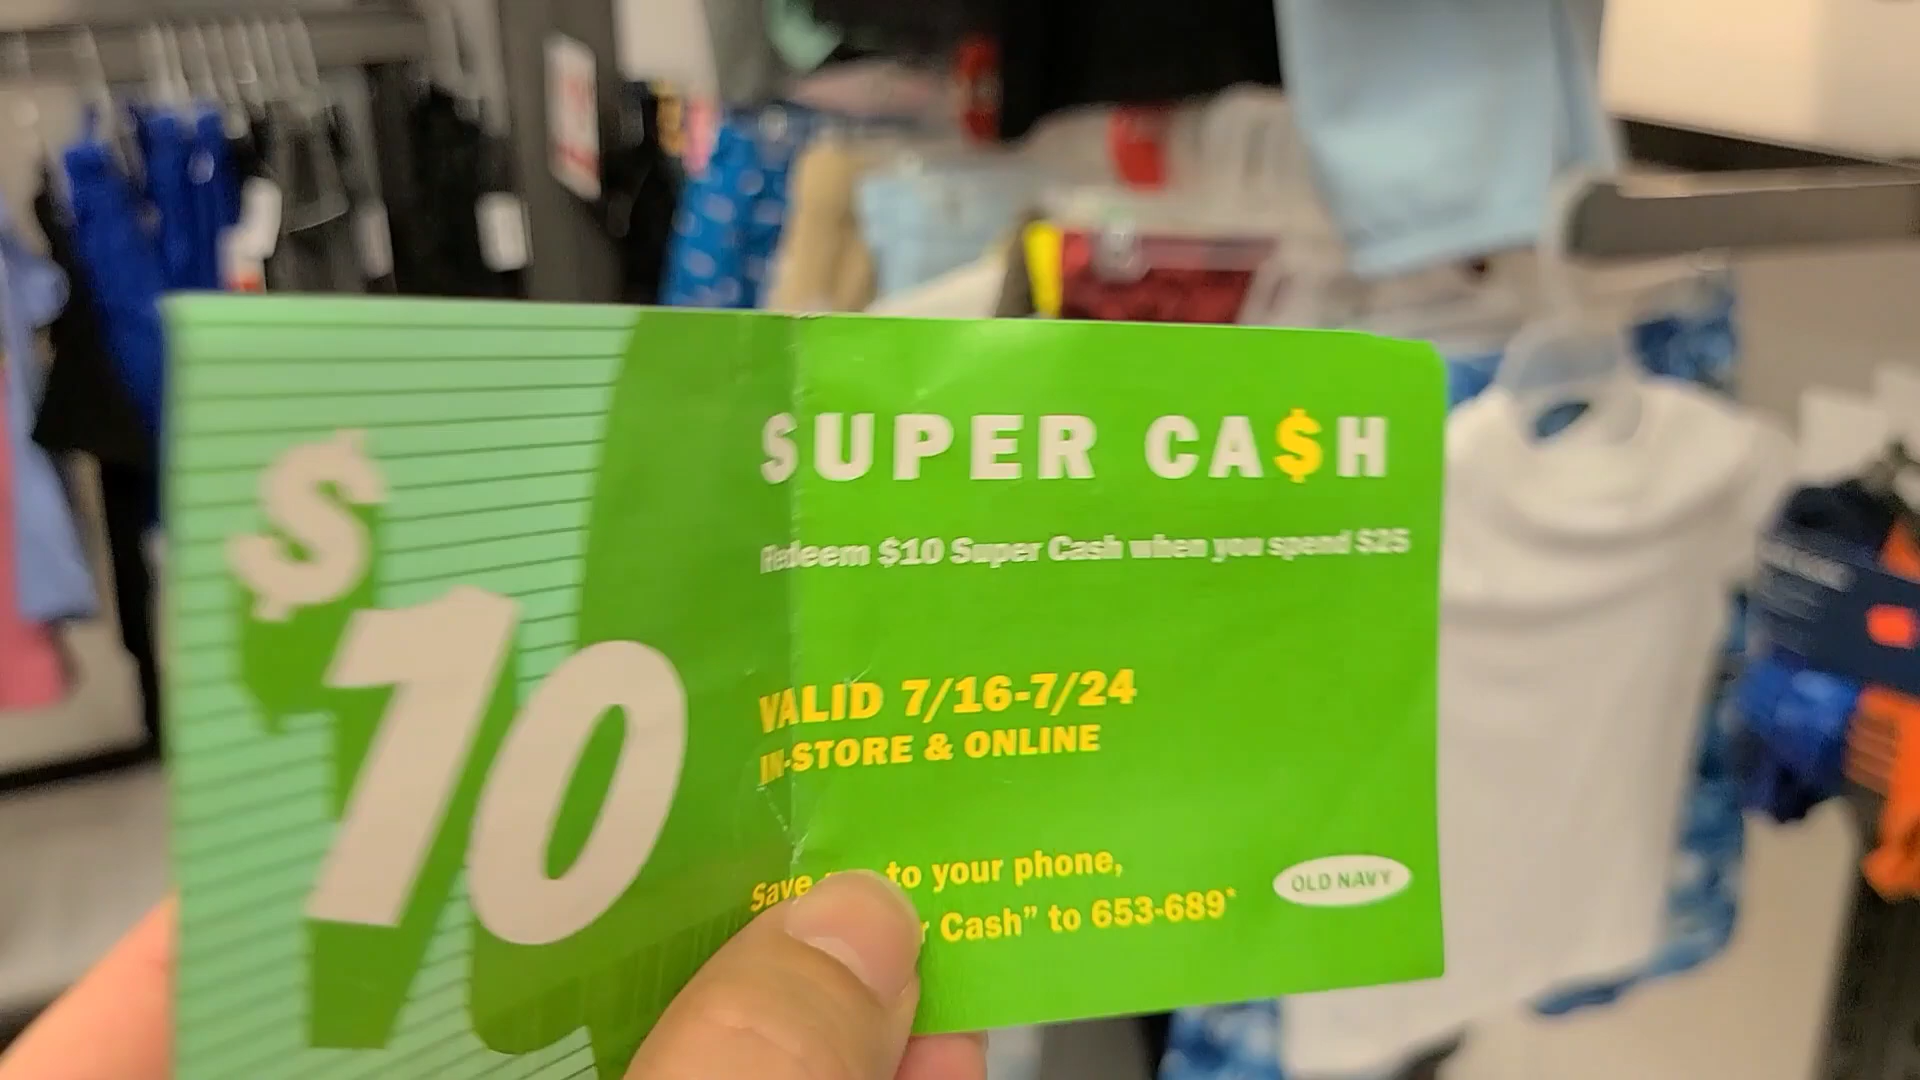 $10
SUPER CA$H
Redeem $10 Super Cash when you spend $25
VALID 7/16-7/24
IN-STORE & ONLINE
Save to your phone,
Cash" to 653-689*
OLD NAVY